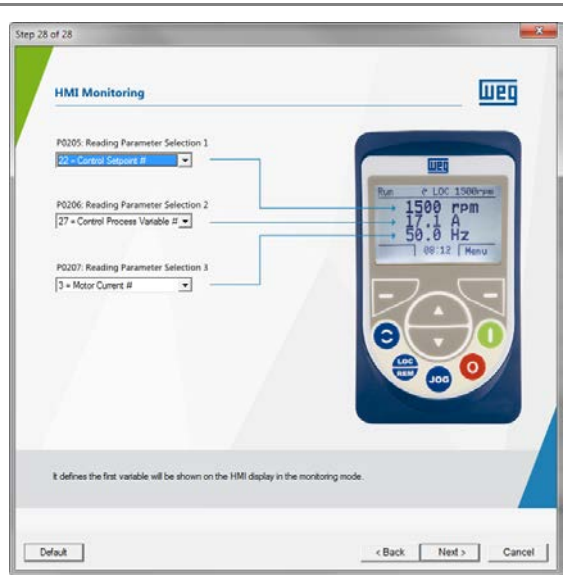 Step 28 of 28
HMI Monitoring
WEG
P0205: Reading Parameter Selection 1
22 = Control Setpoint #
P0206: Reading Parameter Selection 2
27 = Control Process Variable #
P0207: Reading Parameter Selection 3
3 = Motor Current #
WEG
Run LOC 1500rpm
1500 rpm
17.1 A
50.0 Hz
08:12 Menu
LOC
REM
JOG
It defines the first variable will be shown on the HMI display in the monitoring mode.
Default
< Back
Next >
Cancel